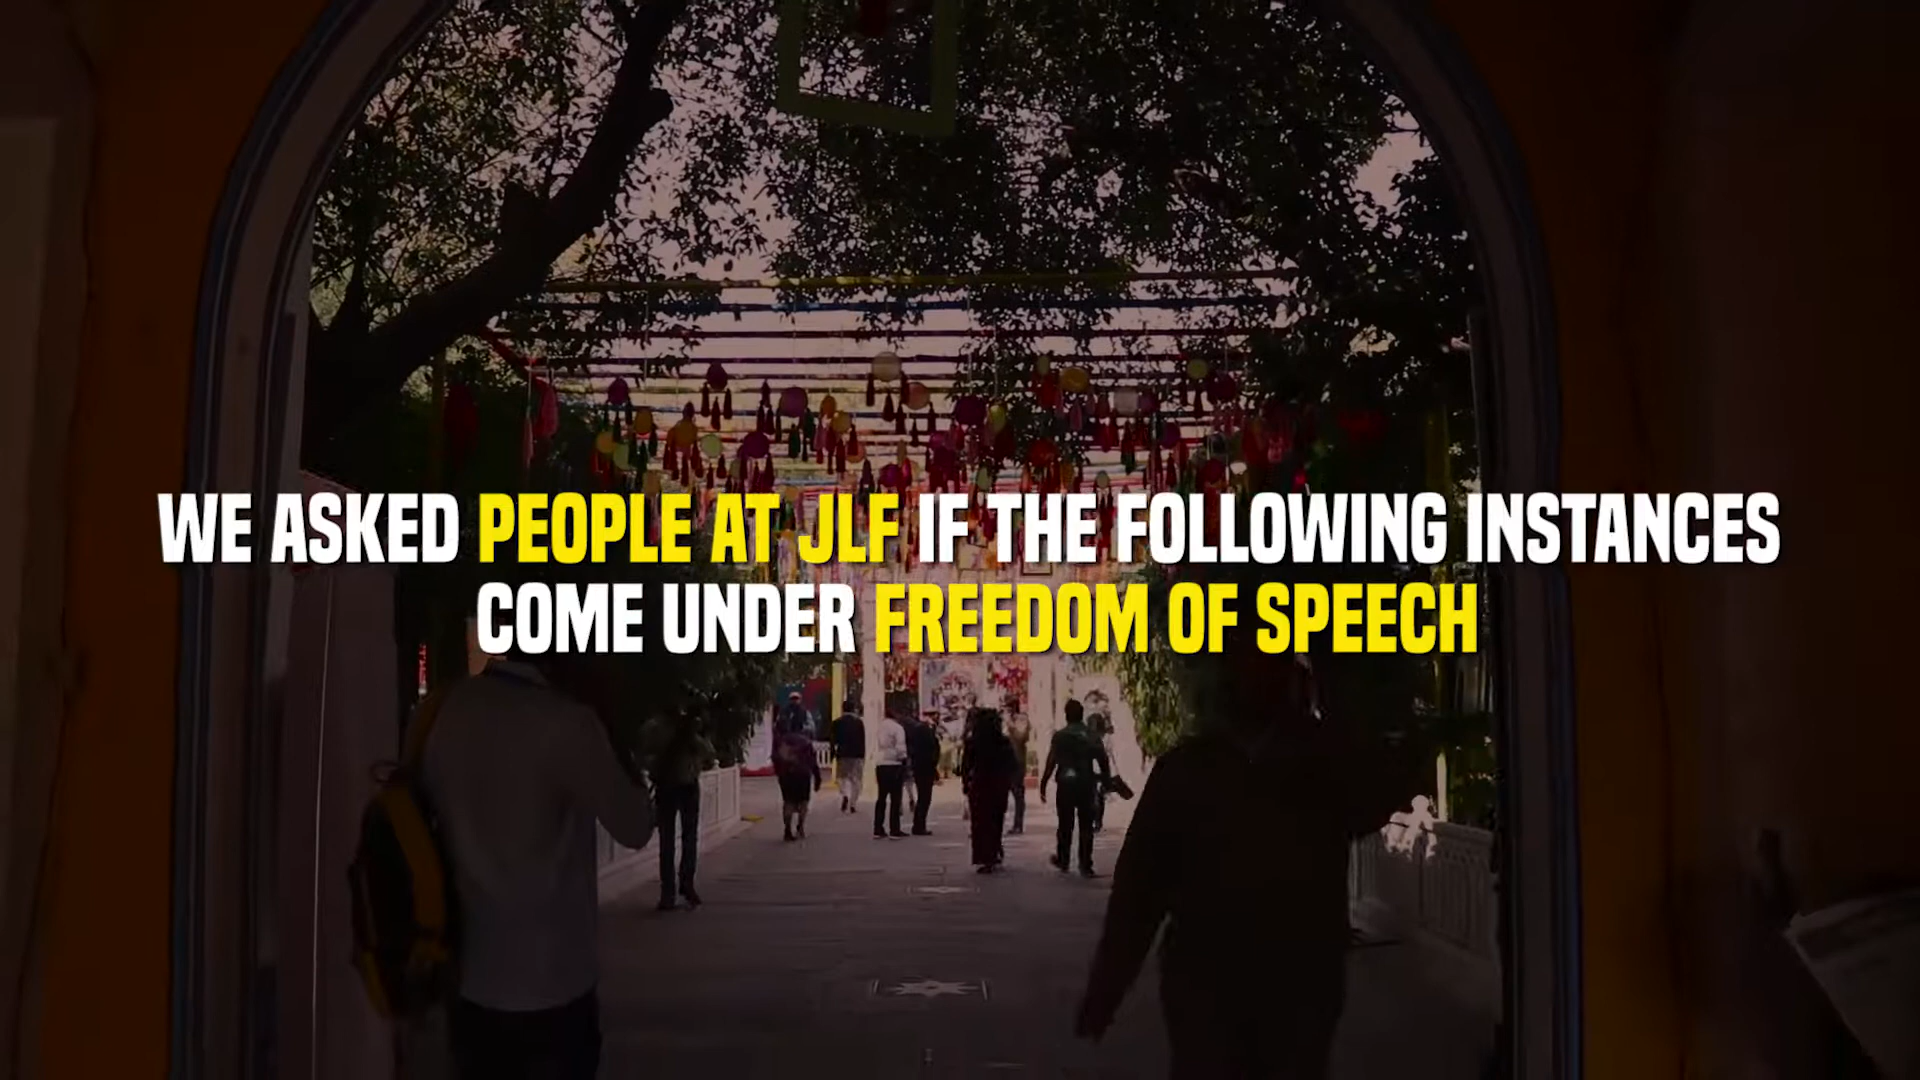 WE ASKED PEOPLE AT JLF IF THE FOLLOWING INSTANCES
COME UNDER FREEDOM OF SPEECH